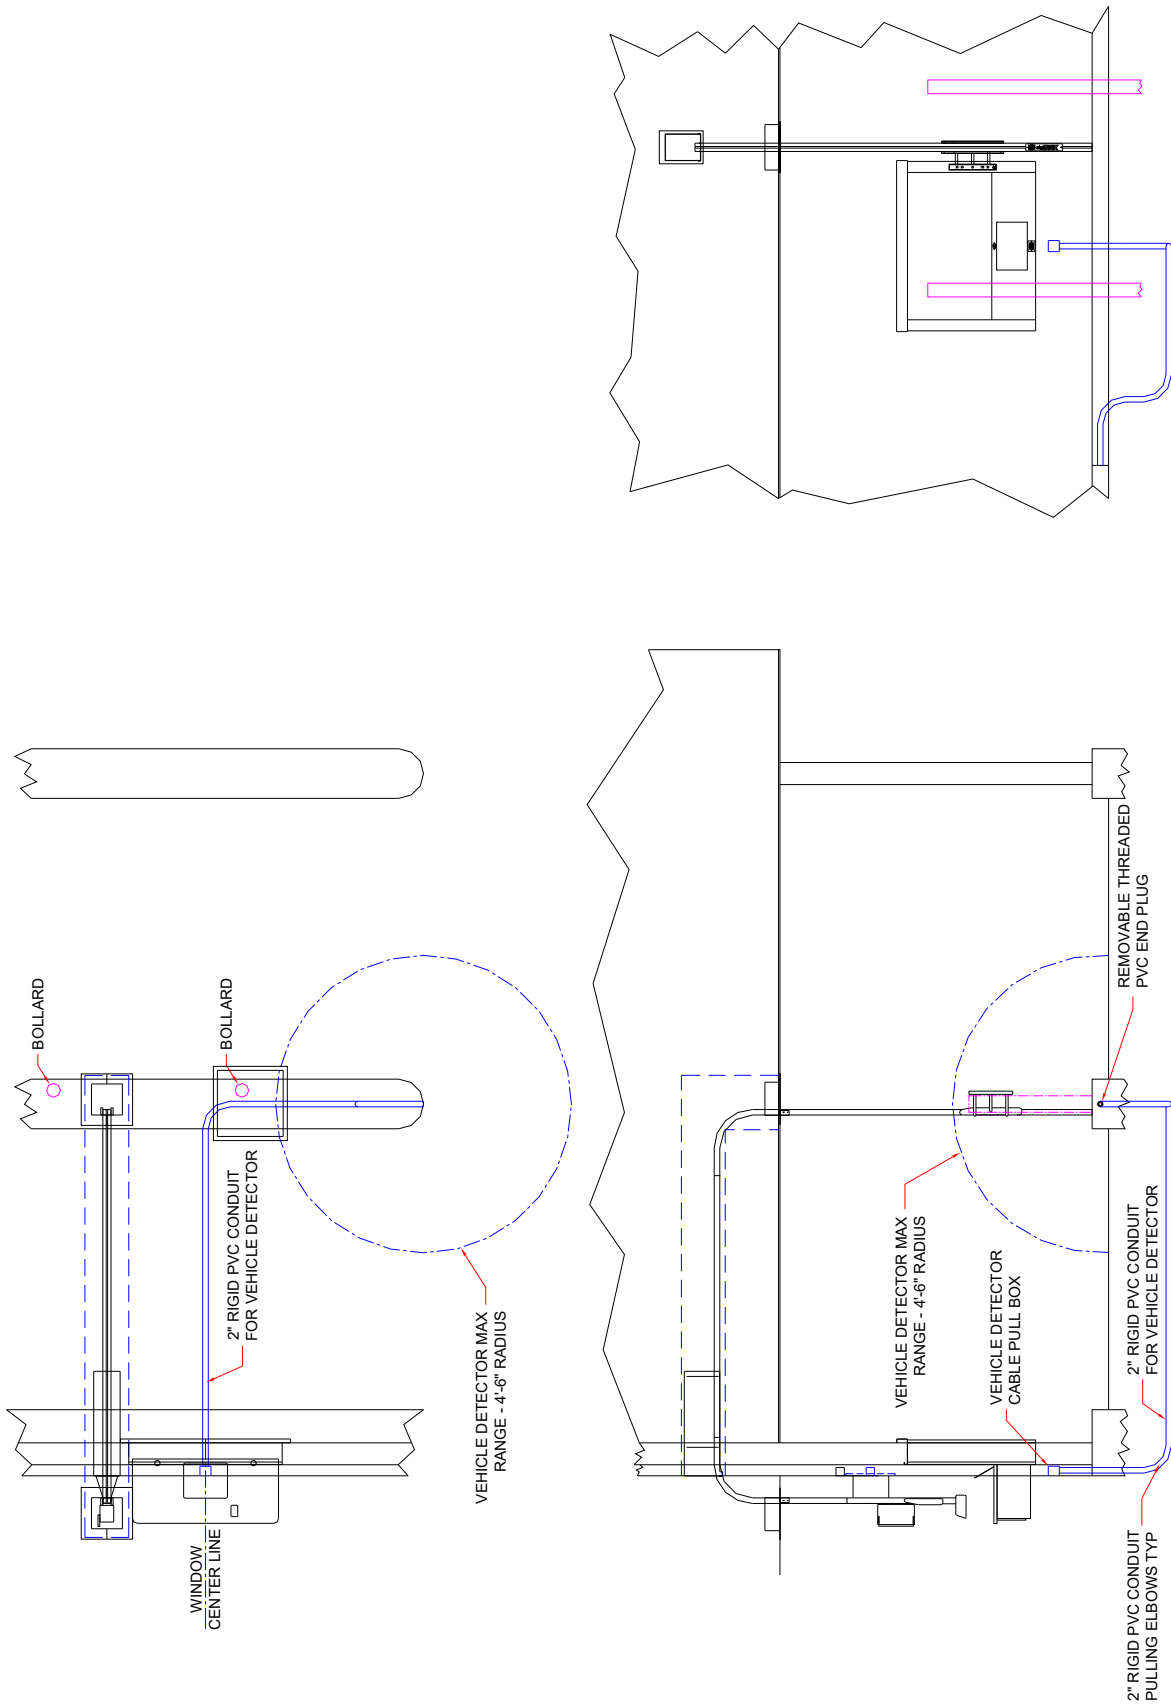 BOLLARD
BOLLARD
2" RIGID PVC CONDUIT
FOR VEHICLE DETECTOR
VEHICLE DETECTOR MAX
RANGE - 4'-6" RADIUS
WINDOW
CENTER LINE
VEHICLE DETECTOR MAX
RANGE - 4'-6" RADIUS
VEHICLE DETECTOR
CABLE PULL BOX
REMOVABLE THREADED
PVC END PLUG
2" RIGID PVC CONDUIT
FOR VEHICLE DETECTOR
2" RIGID PVC CONDUIT
PULLING ELBOWS TYP